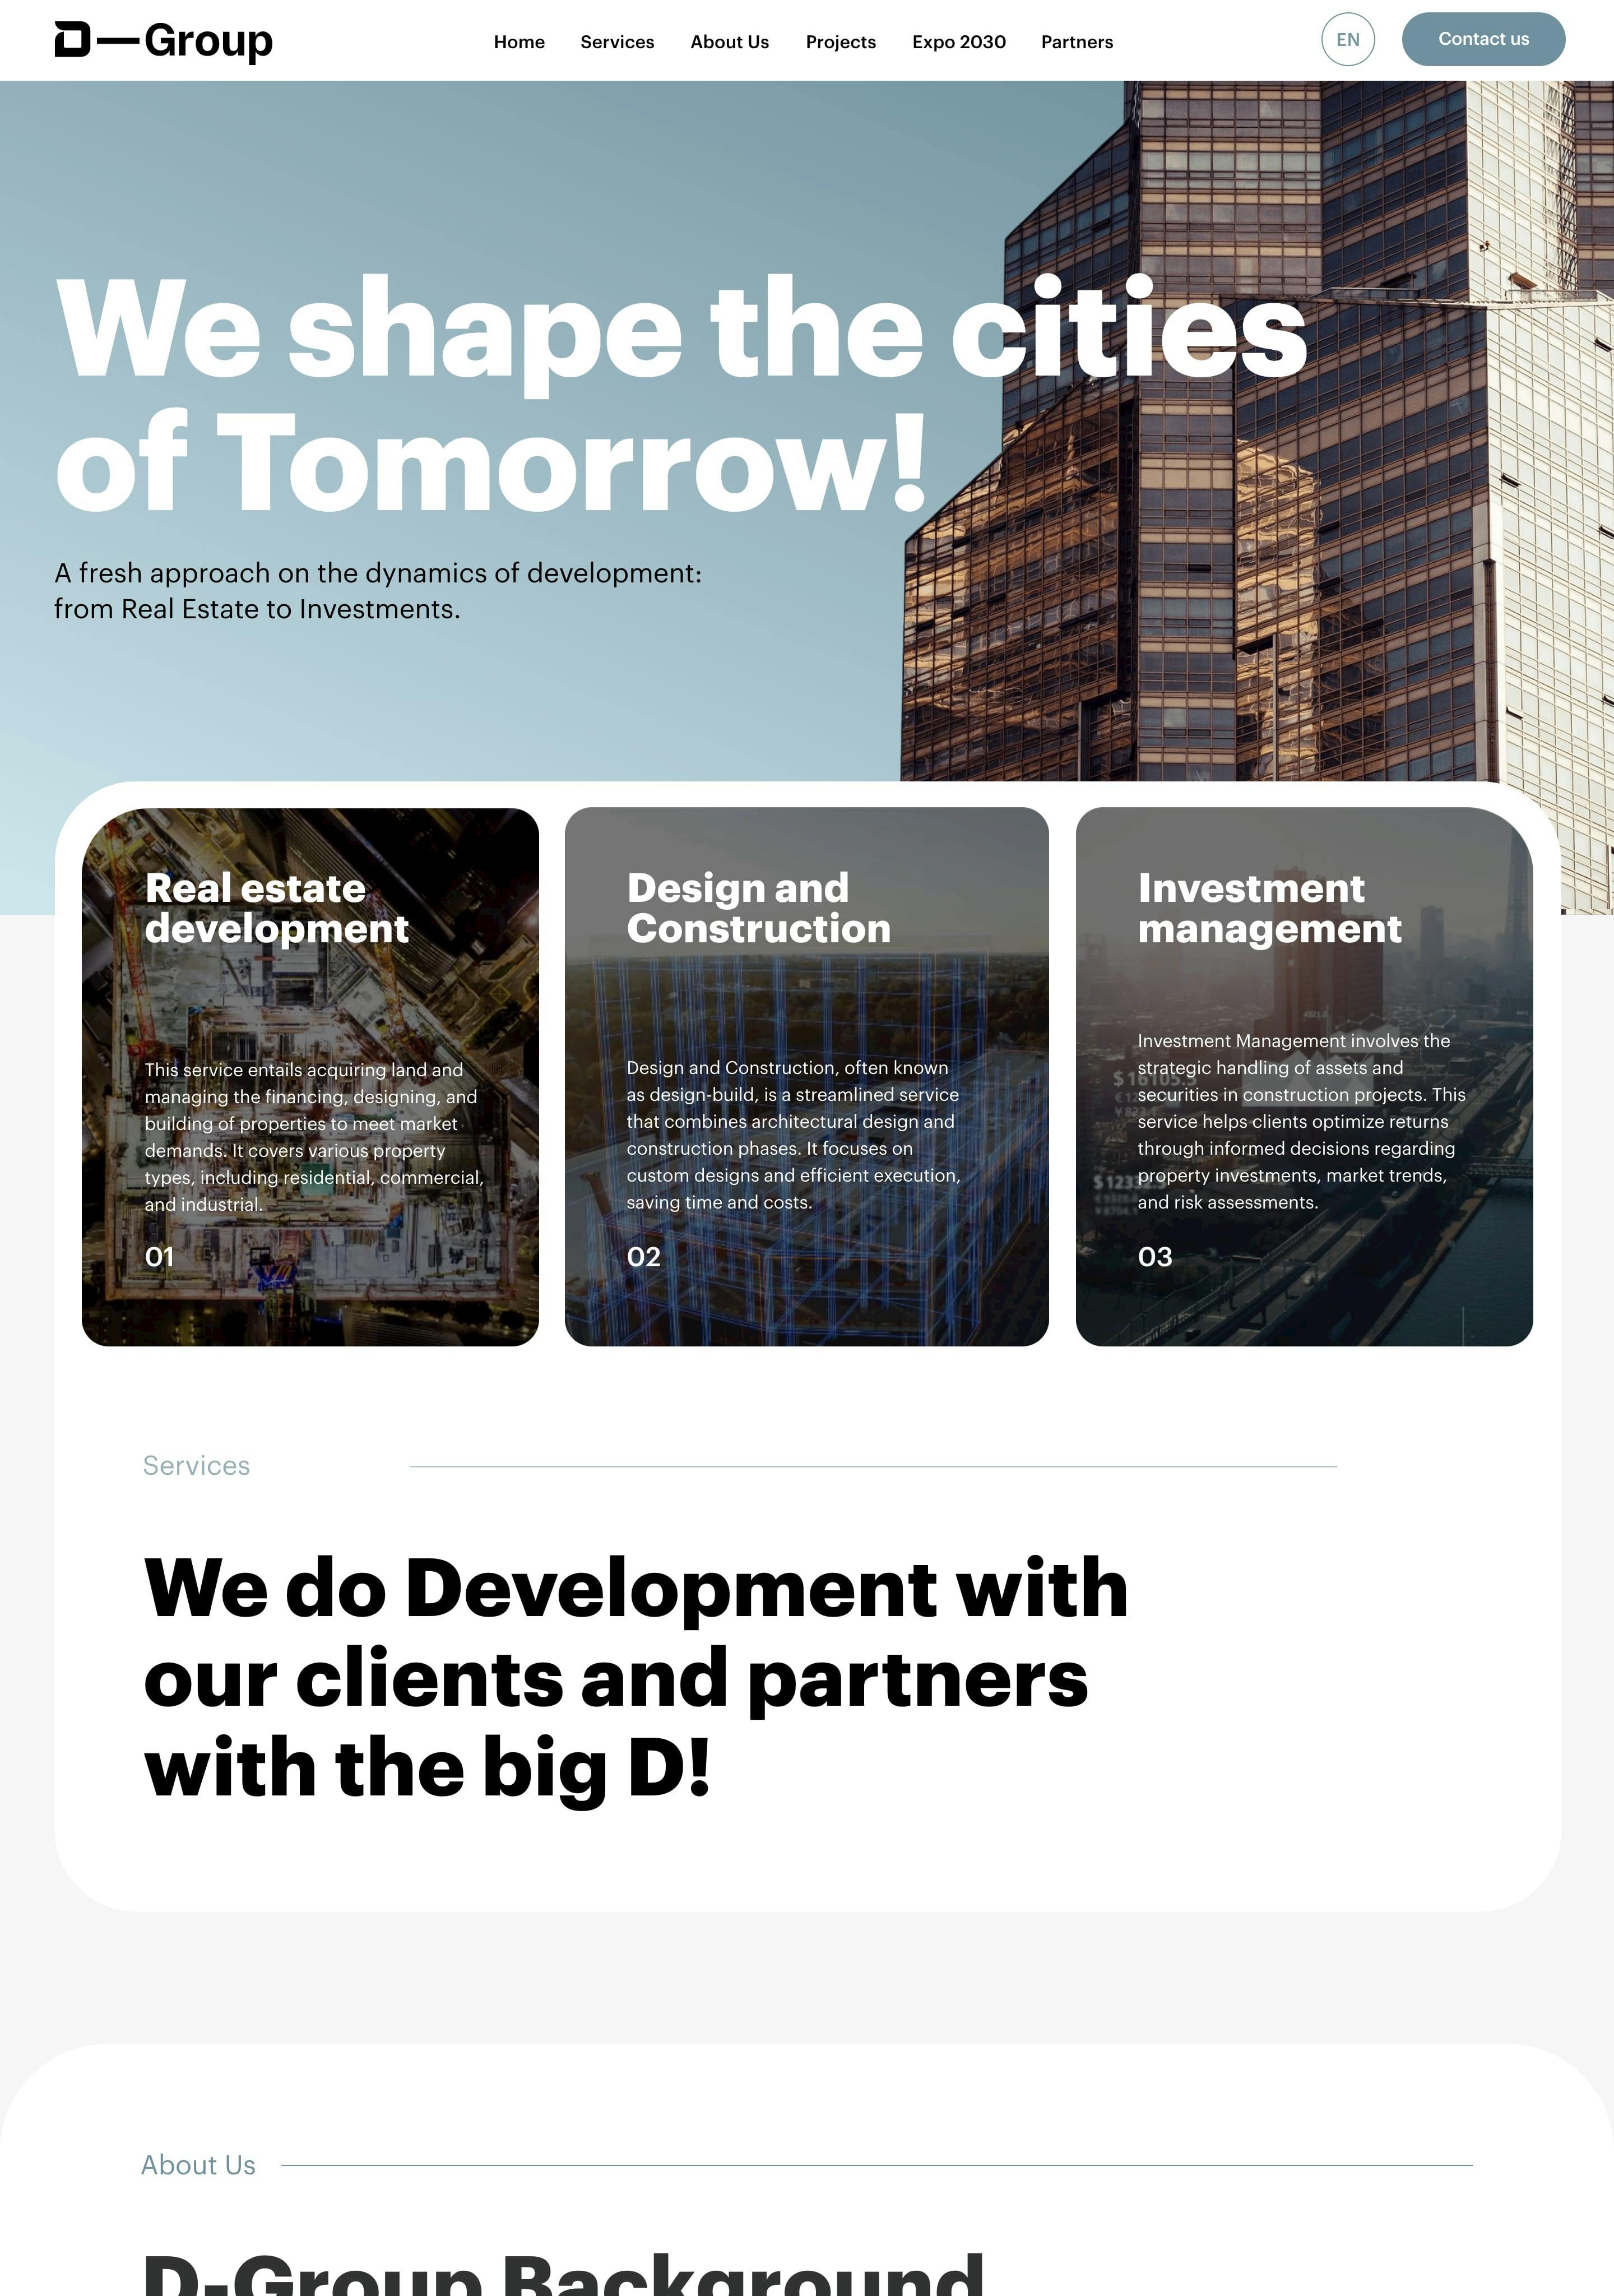 D—Group
Home Services About Us Projects Expo 2030 Partners
EN
Contact us
We shape the cities
of Tomorrow!
A fresh approach on the dynamics of development:
from Real Estate to Investments.
Real estate
development
This service entails acquiring land and
managing the financing, designing, and
building of properties to meet market
demands. It covers various property
types, including residential, commercial,
and industrial.
01
Design and
Construction
Design and Construction, often known
as design-build, is a streamlined service
that combines architectural design and
construction phases. It focuses on
custom designs and efficient execution,
saving time and costs.
02
Investment
management
Investment Management involves the
strategic handling of assets and
securities in construction projects. This
service helps clients optimize returns
through informed decisions regarding
property investments, market trends,
and risk assessments.
03
Services
We do Development with
our clients and partners
with the big D!
About Us
D-Group Background